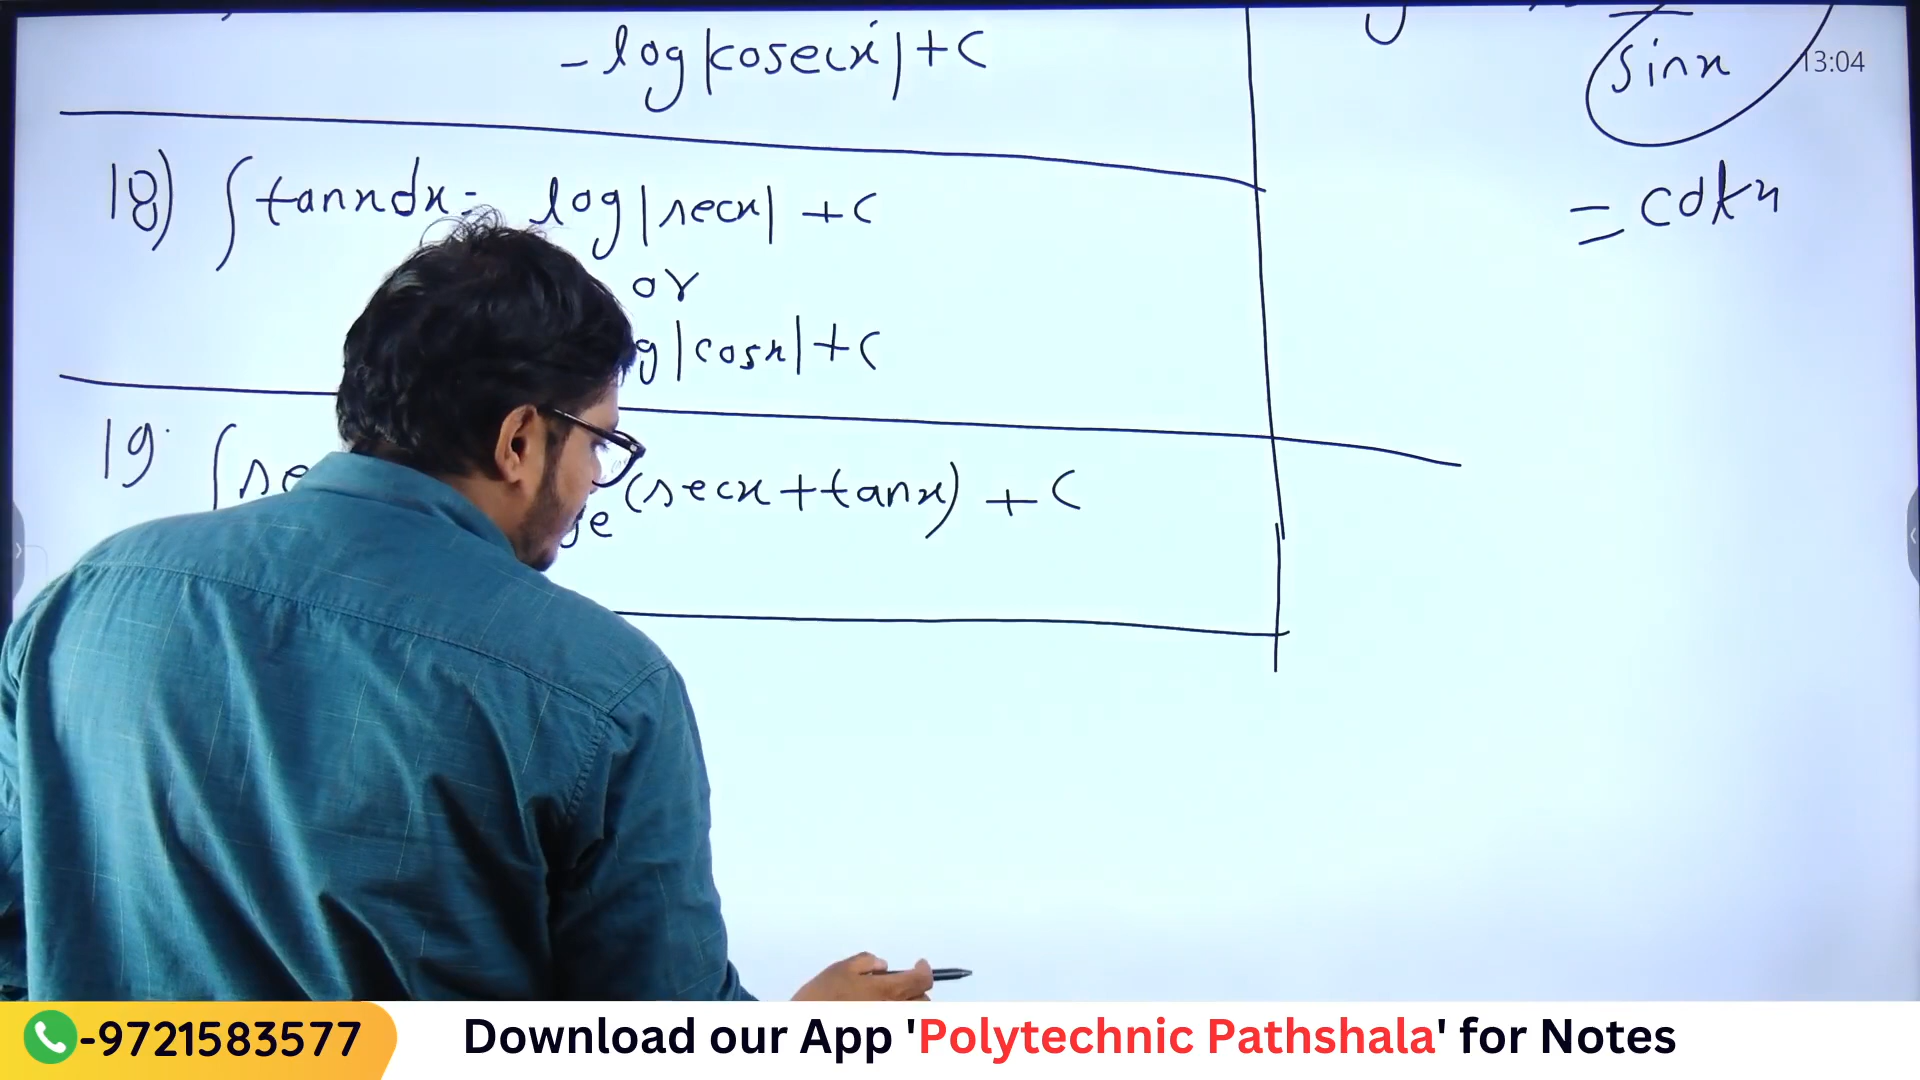 - log|cosecx| + C
sinx
13:04
18) ∫tanxdx = log|secx| + C
= cotx
or
g|cosx| + C
19. ∫se
e(secx + tanx) + C
-9721583577
Download our App 'Polytechnic Pathshala' for Notes